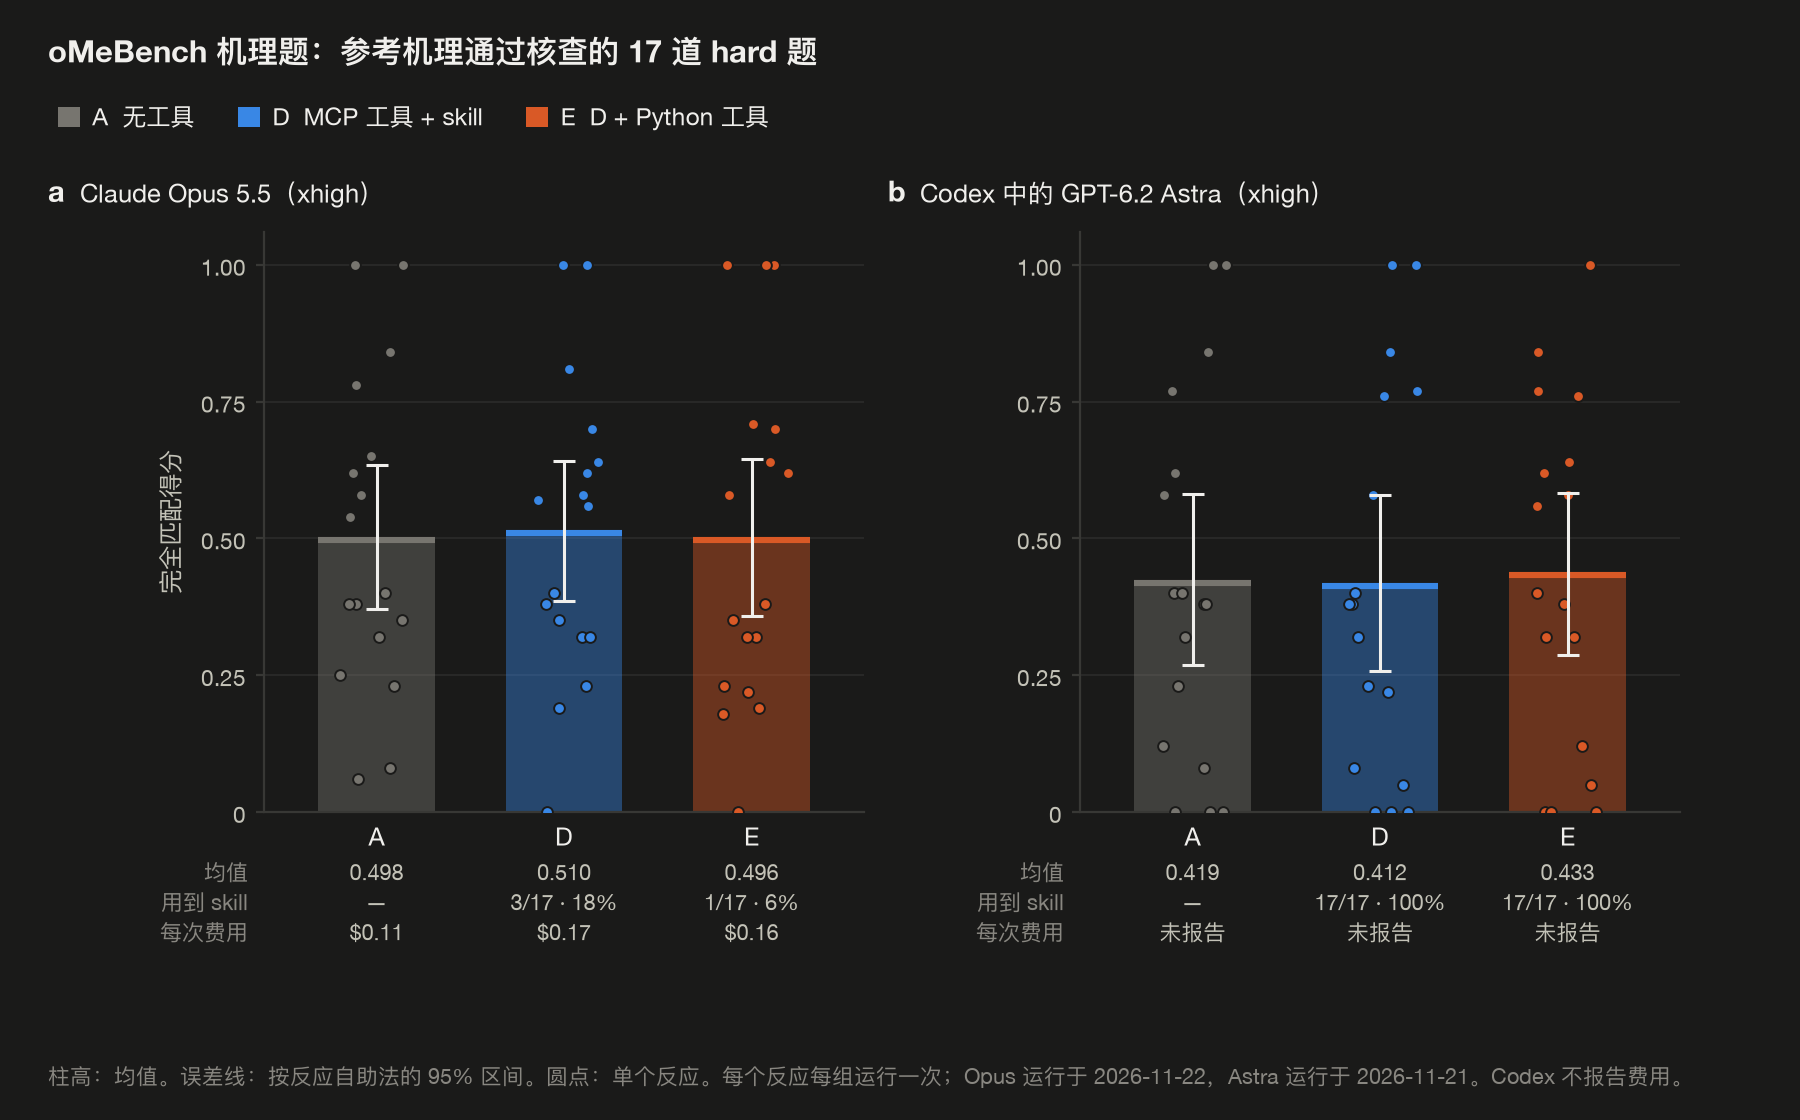 oMeBench 机理题：参考机理通过核查的 17 道 hard 题
A 无工具 D MCP 工具 + skill E D + Python 工具
a Claude Opus 5.5（xhigh）
1.00
0.75
0.50
0.25
0
完全匹配得分
A D E
均值 0.498 0.510 0.496
用到 skill — 3/17 · 18% 1/17 · 6%
每次费用 $0.11 $0.17 $0.16
b Codex 中的 GPT-6.2 Astra（xhigh）
1.00
0.75
0.50
0.25
0
A D E
均值 0.419 0.412 0.433
用到 skill — 17/17 · 100% 17/17 · 100%
每次费用 未报告 未报告 未报告
柱高：均值。误差线：按反应自助法的 95% 区间。圆点：单个反应。每个反应每组运行一次；Opus 运行于 2026-11-22，Astra 运行于 2026-11-21。Codex 不报告费用。